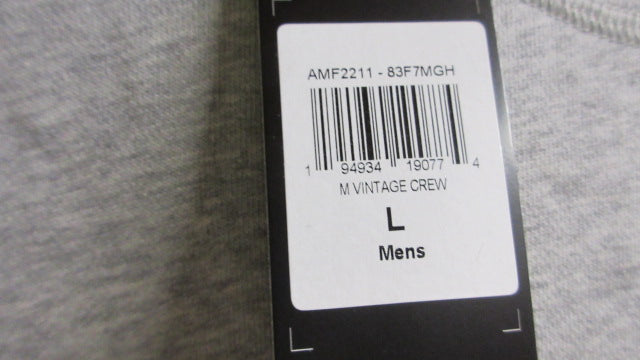 AMF2211 - 83F7MGH
1 94934 19077 4
M VINTAGE CREW
L
Mens